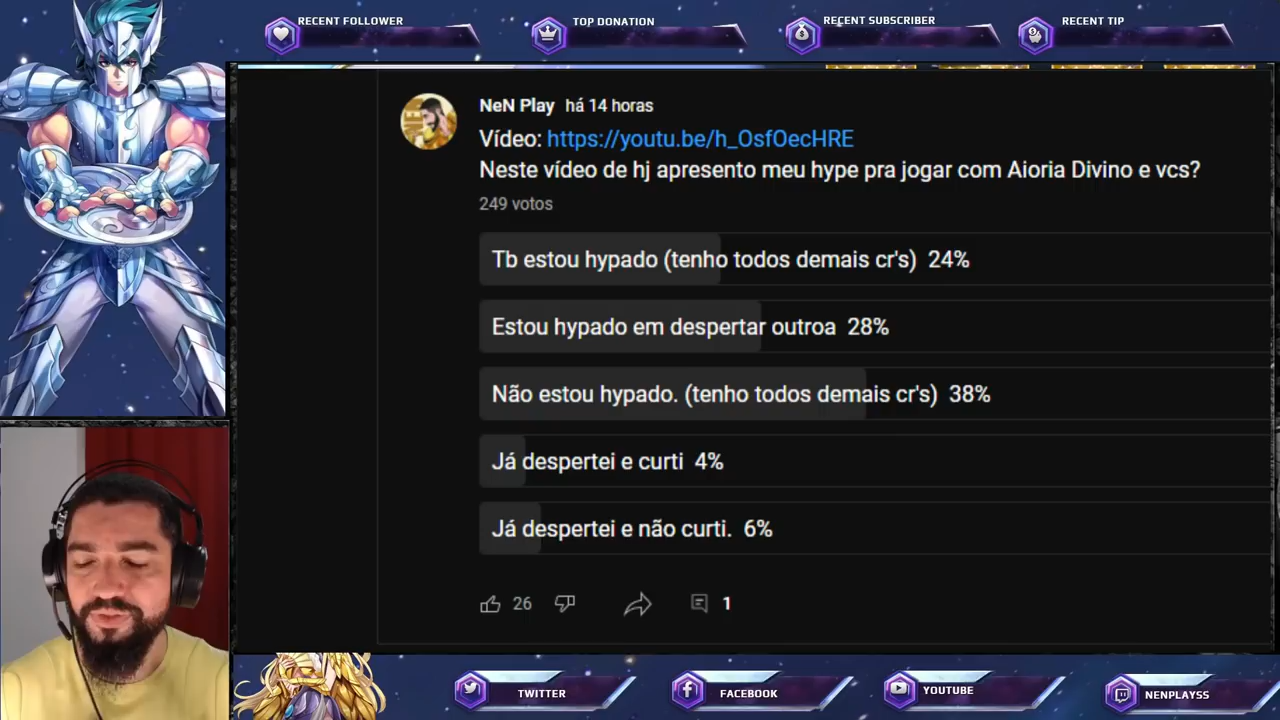 RECENT FOLLOWER
TOP DONATION
RECENT SUBSCRIBER
RECENT TIP
NeN Play há 14 horas
Vídeo: https://youtu.be/h_OsfOecHRE
Neste vídeo de hj apresento meu hype pra jogar com Aioria Divino e vcs?
249 votos
Tb estou hypado (tenho todos demais cr's) 24%
Estou hypado em despertar outroa 28%
Não estou hypado. (tenho todos demais cr's) 38%
Já despertei e curti 4%
Já despertei e não curti. 6%
26
1
TWITTER
FACEBOOK
YOUTUBE
NENPLAYSS